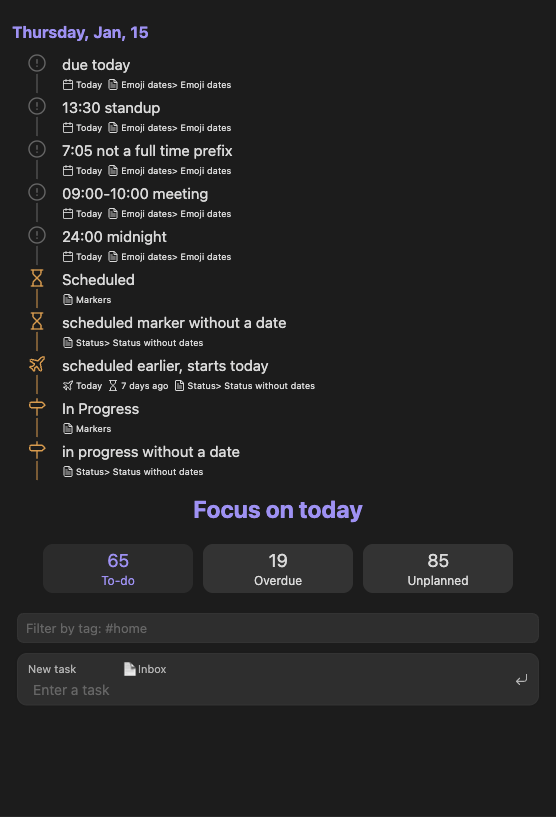 Thursday, Jan, 15
due today
Today Emoji dates> Emoji dates
13:30 standup
Today Emoji dates> Emoji dates
7:05 not a full time prefix
Today Emoji dates> Emoji dates
09:00-10:00 meeting
Today Emoji dates> Emoji dates
24:00 midnight
Today Emoji dates> Emoji dates
Scheduled
Markers
scheduled marker without a date
Status> Status without dates
scheduled earlier, starts today
Today 7 days ago Status> Status without dates
In Progress
Markers
in progress without a date
Status> Status without dates
Focus on today
65 19 85
To-do Overdue Unplanned
Filter by tag: #home
New task Inbox
Enter a task